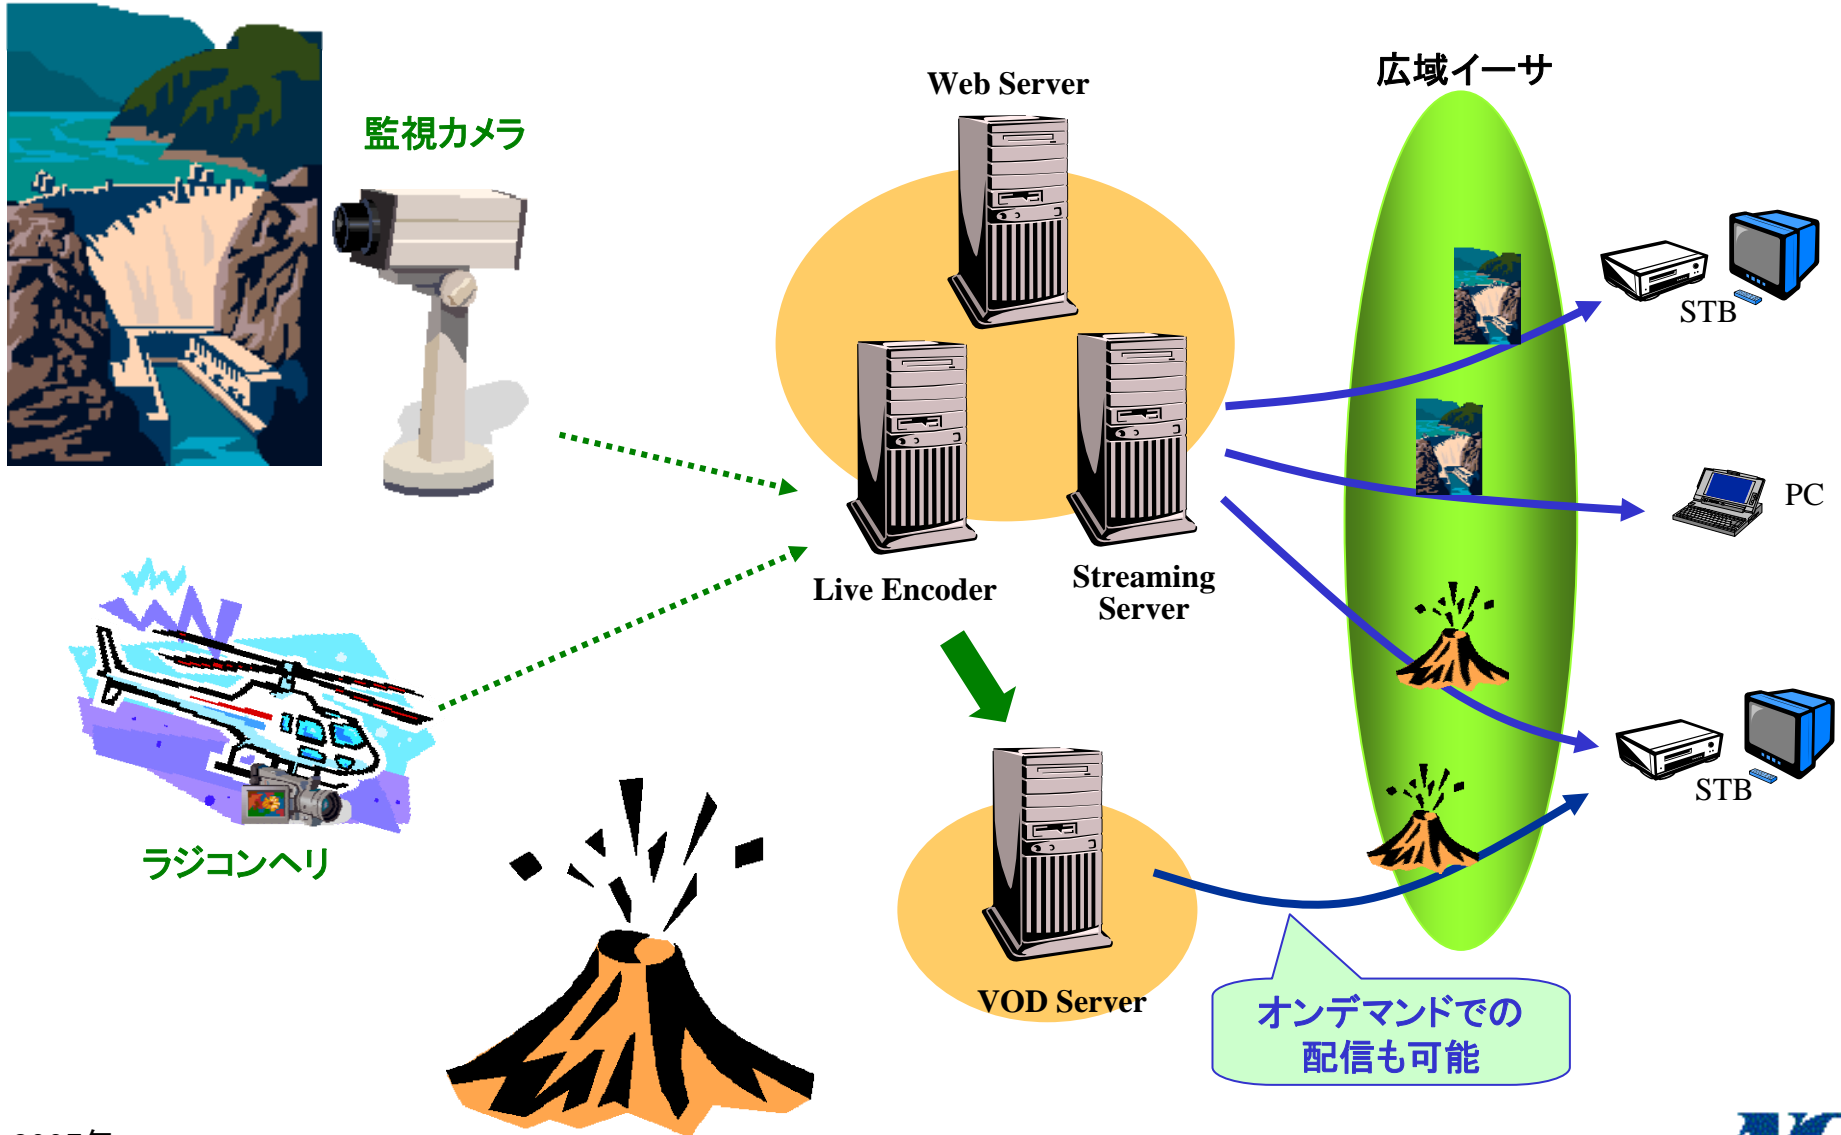 広域イーサ
Web Server
監視カメラ
STB
PC
Live Encoder
Streaming
Server
STB
ラジコンヘリ
VOD Server
オンデマンドでの
配信も可能